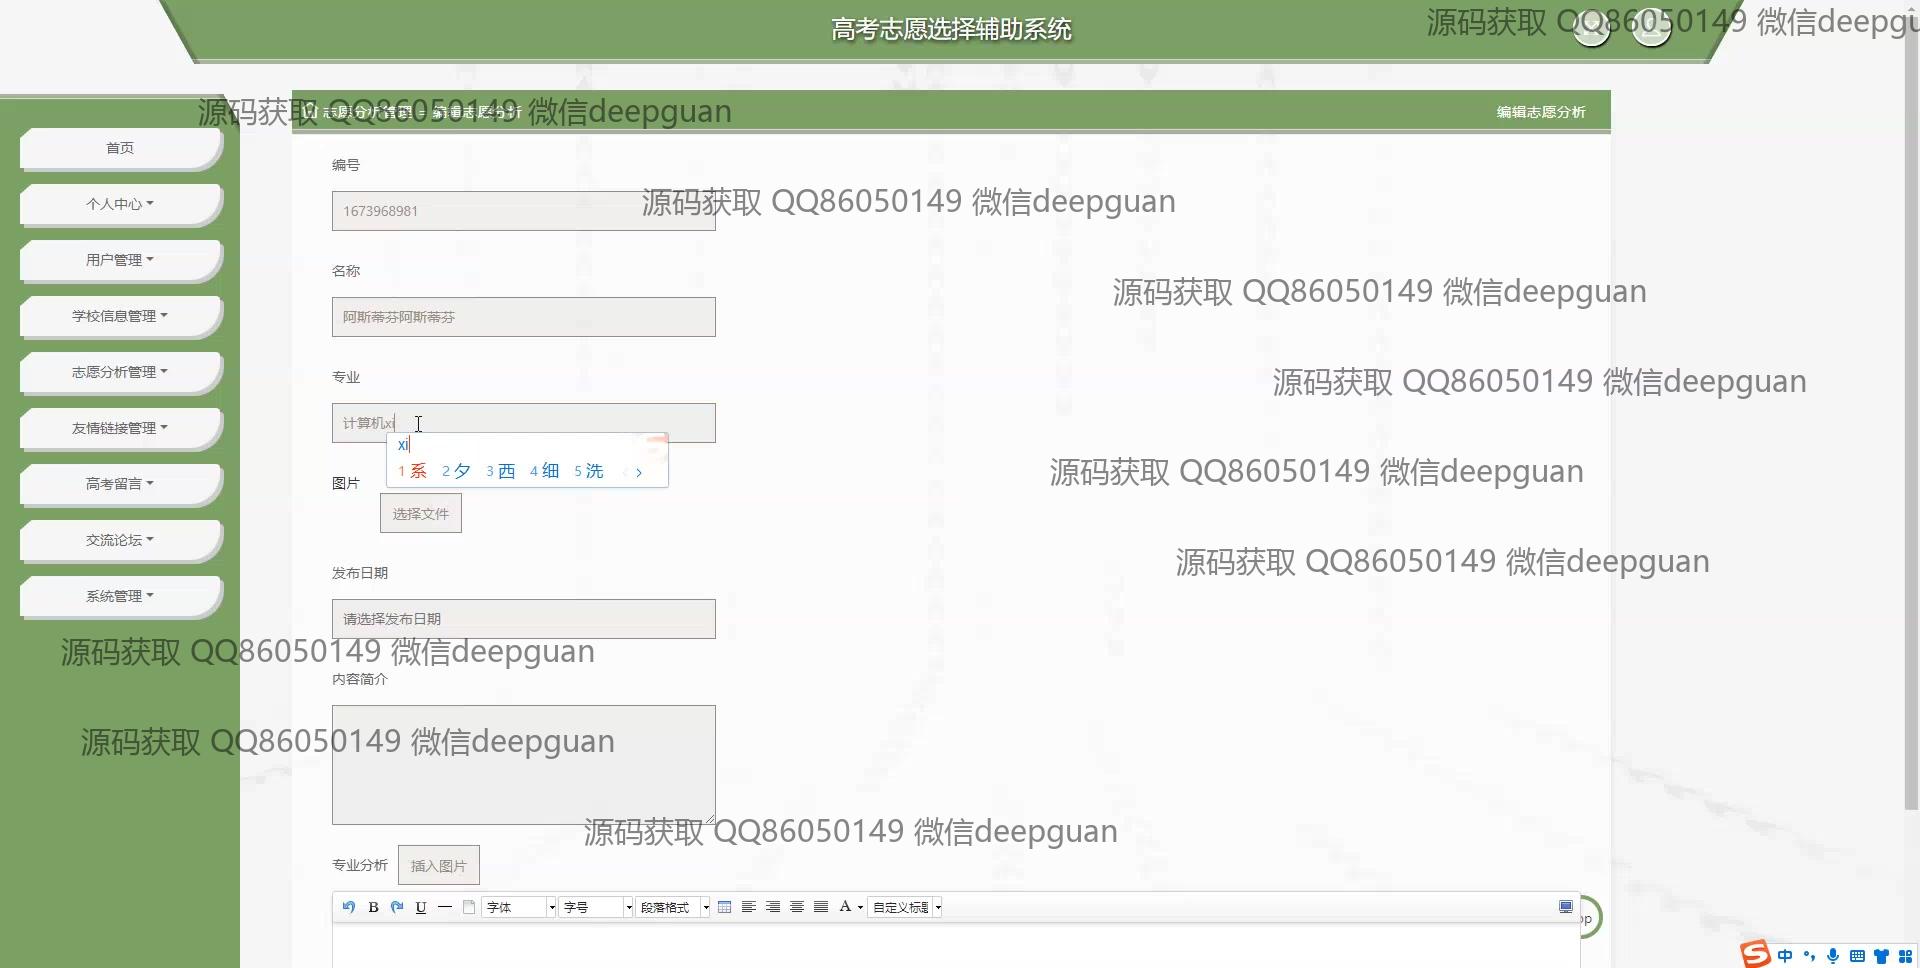 高考志愿选择辅助系统
源码获取 QQ86050149 微信deepgu
志愿分析管理 - 编辑志愿分析
编辑志愿分析
源码获取 QQ86050149 微信deepguan
首页
个人中心
用户管理
学校信息管理
志愿分析管理
友情链接管理
高考留言
交流论坛
系统管理
编号
1673968981
源码获取 QQ86050149 微信deepguan
名称
阿斯蒂芬阿斯蒂芬
源码获取 QQ86050149 微信deepguan
专业
计算机xi
源码获取 QQ86050149 微信deepguan
xi
1 系 2 夕 3 西 4 细 5 洗
源码获取 QQ86050149 微信deepguan
图片
选择文件
源码获取 QQ86050149 微信deepguan
发布日期
请选择发布日期
源码获取 QQ86050149 微信deepguan
内容简介
源码获取 QQ86050149 微信deepguan
源码获取 QQ86050149 微信deepguan
专业分析 插入图片
B U 字体 字号 段落格式 A 自定义标题
op
中